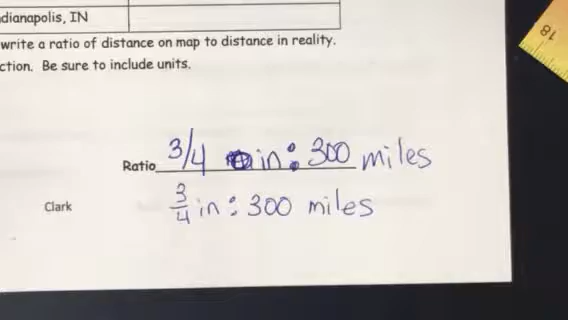 dianapolis, IN
write a ratio of distance on map to distance in reality.
ction. Be sure to include units.
Ratio 3/4 in: 300 miles
Clark
3/4 in: 300 miles
18